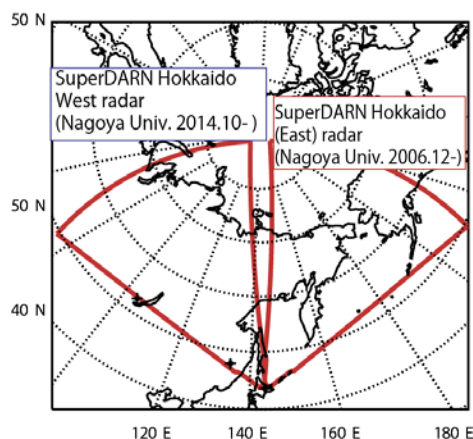 50 N
SuperDARN Hokkaido
West radar
(Nagoya Univ. 2014.10- )
SuperDARN Hokkaido
(East) radar
(Nagoya Univ. 2006.12-)
50 N
40 N
120 E 140 E 160 E 180 E